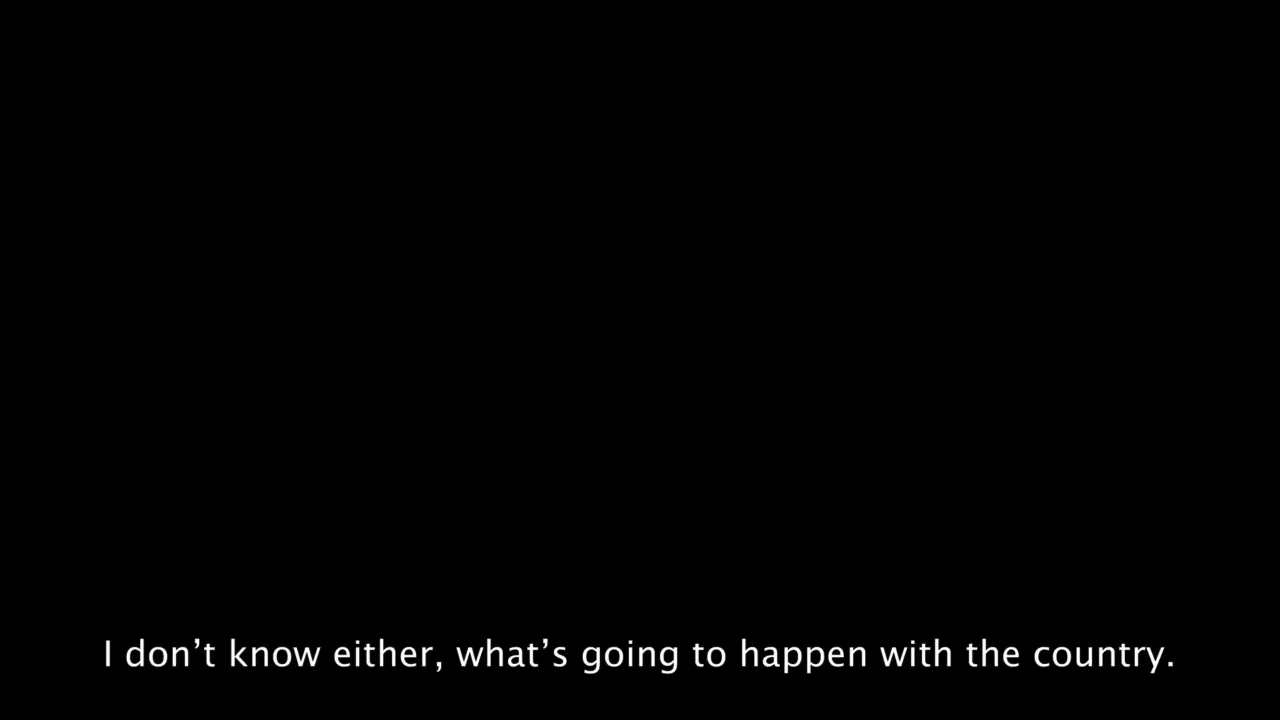 I don’t know either, what’s going to happen with the country.